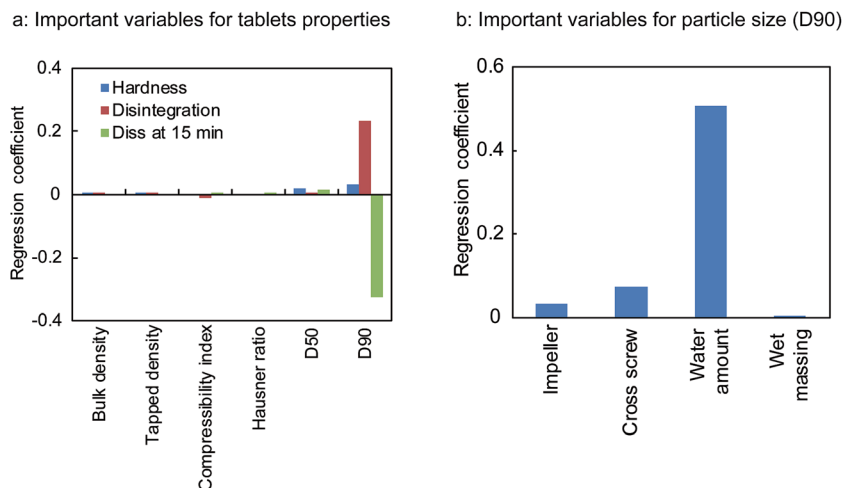 a: Important variables for tablets properties
0.4
0.2
0
-0.2
-0.4
Regression coefficient
Hardness
Disintegration
Diss at 15 min
Bulk density
Tapped density
Compressibility index
Hausner ratio
D50
D90
b: Important variables for particle size (D90)
0.6
0.4
0.2
0
Regression coefficient
Impeller
Cross screw
Water
amount
Wet
massing